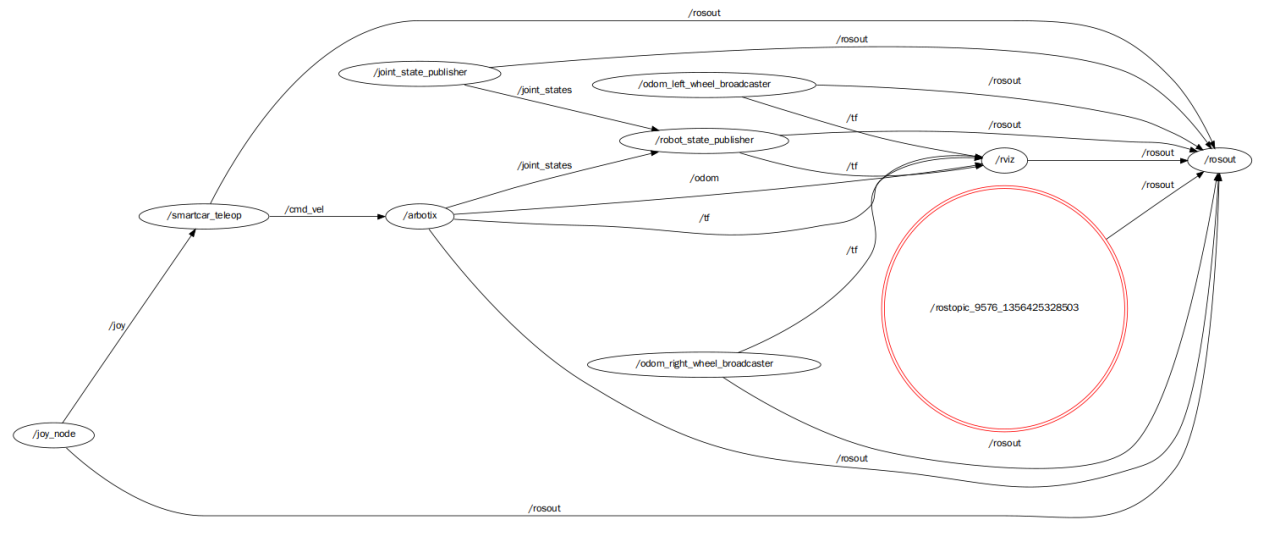 /rosout
/rosout
/joint_state_publisher
/joint_states
/odom_left_wheel_broadcaster
/rosout
/tf
/rosout
/robot_state_publisher
/joint_states
/tf
/rviz
/rosout
/rosout
/odom
/rosout
/smartcar_teleop
/cmd_vel
/arbotix
/tf
/tf
/rostopic_9576_1356425328503
/joy
/odom_right_wheel_broadcaster
/joy_node
/rosout
/rosout
/rosout